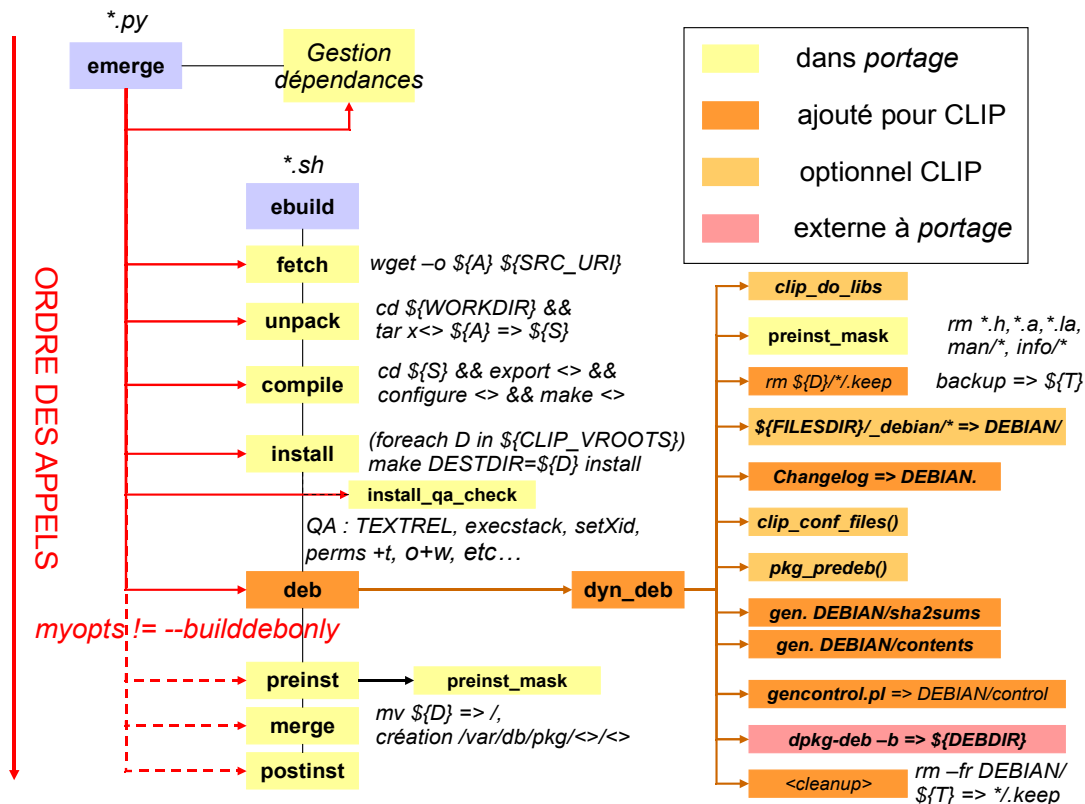 *.py
emerge
Gestion
dépendances
dans portage
ajouté pour CLIP
optionnel CLIP
externe à portage
ORDRE DES APPELS
*.sh
ebuild
fetch
wget –o ${A} ${SRC_URI}
unpack
cd ${WORKDIR} &&
tar x<> ${A} => ${S}
compile
cd ${S} && export <> &&
configure <> && make <>
install
(foreach D in ${CLIP_VROOTS})
make DESTDIR=${D} install
install_qa_check
QA : TEXTREL, execstack, setXid,
perms +t, o+w, etc…
deb
dyn_deb
myopts != --builddebonly
preinst
preinst_mask
merge
mv ${D} => /,
création /var/db/pkg/<>/<>
postinst
clip_do_libs
preinst_mask
rm *.h,*.a,*.la,
man/*, info/*
rm ${D}/*/.keep
backup => ${T}
${FILESDIR}/_debian/* => DEBIAN/
Changelog => DEBIAN.
clip_conf_files()
pkg_predeb()
gen. DEBIAN/sha2sums
gen. DEBIAN/contents
gencontrol.pl => DEBIAN/control
dpkg-deb –b => ${DEBDIR}
<cleanup>
rm –fr DEBIAN/
${T} => */.keep